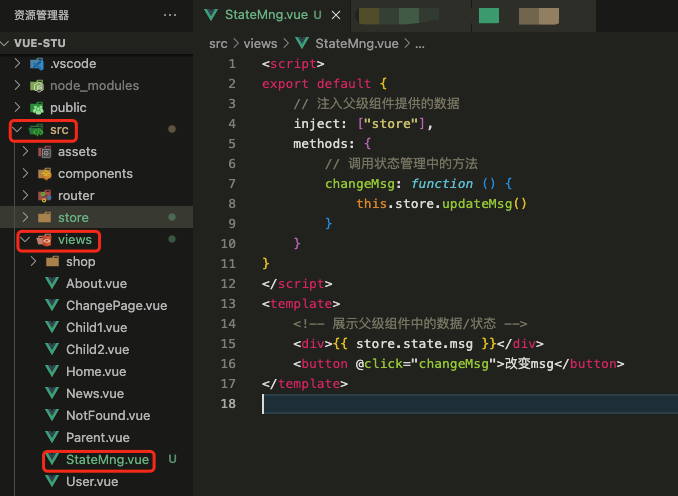 资源管理器
···
VUE-STU
.vscode
node_modules
public
src
assets
components
router
store
views
shop
About.vue
ChangePage.vue
Child1.vue
Child2.vue
Home.vue
News.vue
NotFound.vue
Parent.vue
StateMng.vue U
User.vue
StateMng.vue U ×
src > views > StateMng.vue > ...
1 <script>
2 export default {
3 // 注入父级组件提供的数据
4 inject: ["store"],
5 methods: {
6 // 调用状态管理中的方法
7 changeMsg: function () {
8 this.store.updateMsg()
9 }
10 }
11 }
12 </script>
13 <template>
14 <!-- 展示父级组件中的数据/状态 -->
15 <div>{{ store.state.msg }}</div>
16 <button @click="changeMsg">改变msg</button>
17 </template>
18